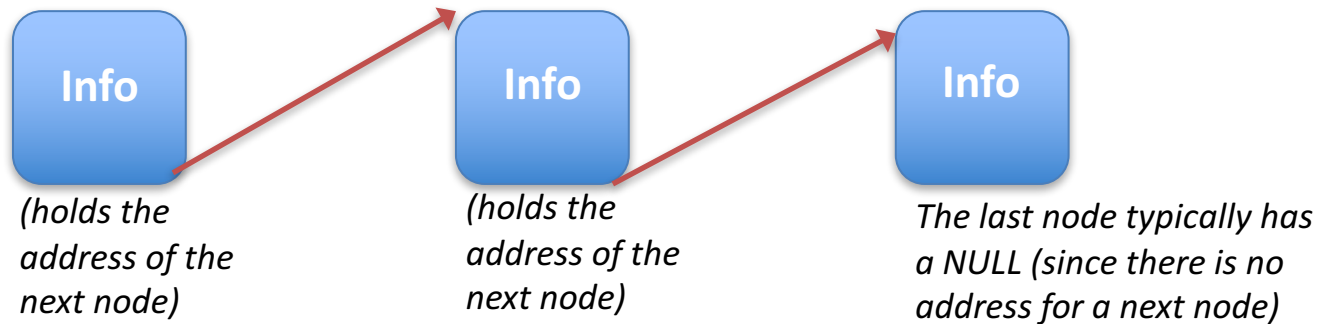 Info
Info
Info
(holds the
address of the
next node)
(holds the
address of the
next node)
The last node typically has
a NULL (since there is no
address for a next node)